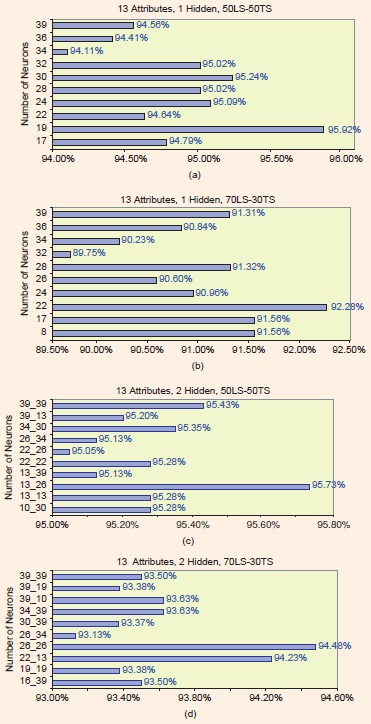 13 Attributes, 1 Hidden, 50LS-50TS
Number of Neurons
39 94.56%
36 94.41%
34 94.11%
32 95.02%
30 95.24%
28 95.02%
24 95.09%
22 94.64%
19 95.92%
17 94.79%
94.00% 94.50% 95.00% 95.50% 96.00%
(a)
13 Attributes, 1 Hidden, 70LS-30TS
Number of Neurons
39 91.31%
36 90.84%
34 90.23%
32 89.75%
28 91.32%
26 90.60%
24 90.96%
22 92.28%
17 91.56%
8 91.56%
89.50% 90.00% 90.50% 91.00% 91.50% 92.00% 92.50%
(b)
13 Attributes, 2 Hidden, 50LS-50TS
Number of Neurons
39_39 95.43%
39_13 95.20%
34_30 95.35%
26_34 95.13%
22_26 95.05%
22_22 95.28%
13_39 95.13%
13_26 95.73%
13_13 95.28%
10_30 95.28%
95.00% 95.20% 95.40% 95.60% 95.80%
(c)
13 Attributes, 2 Hidden, 70LS-30TS
Number of Neurons
39_39 93.50%
39_19 93.38%
39_10 93.63%
34_39 93.63%
30_39 93.37%
26_34 93.13%
26_26 94.48%
22_13 94.23%
19_19 93.38%
16_39 93.50%
93.00% 93.40% 93.80% 94.20% 94.60%
(d)